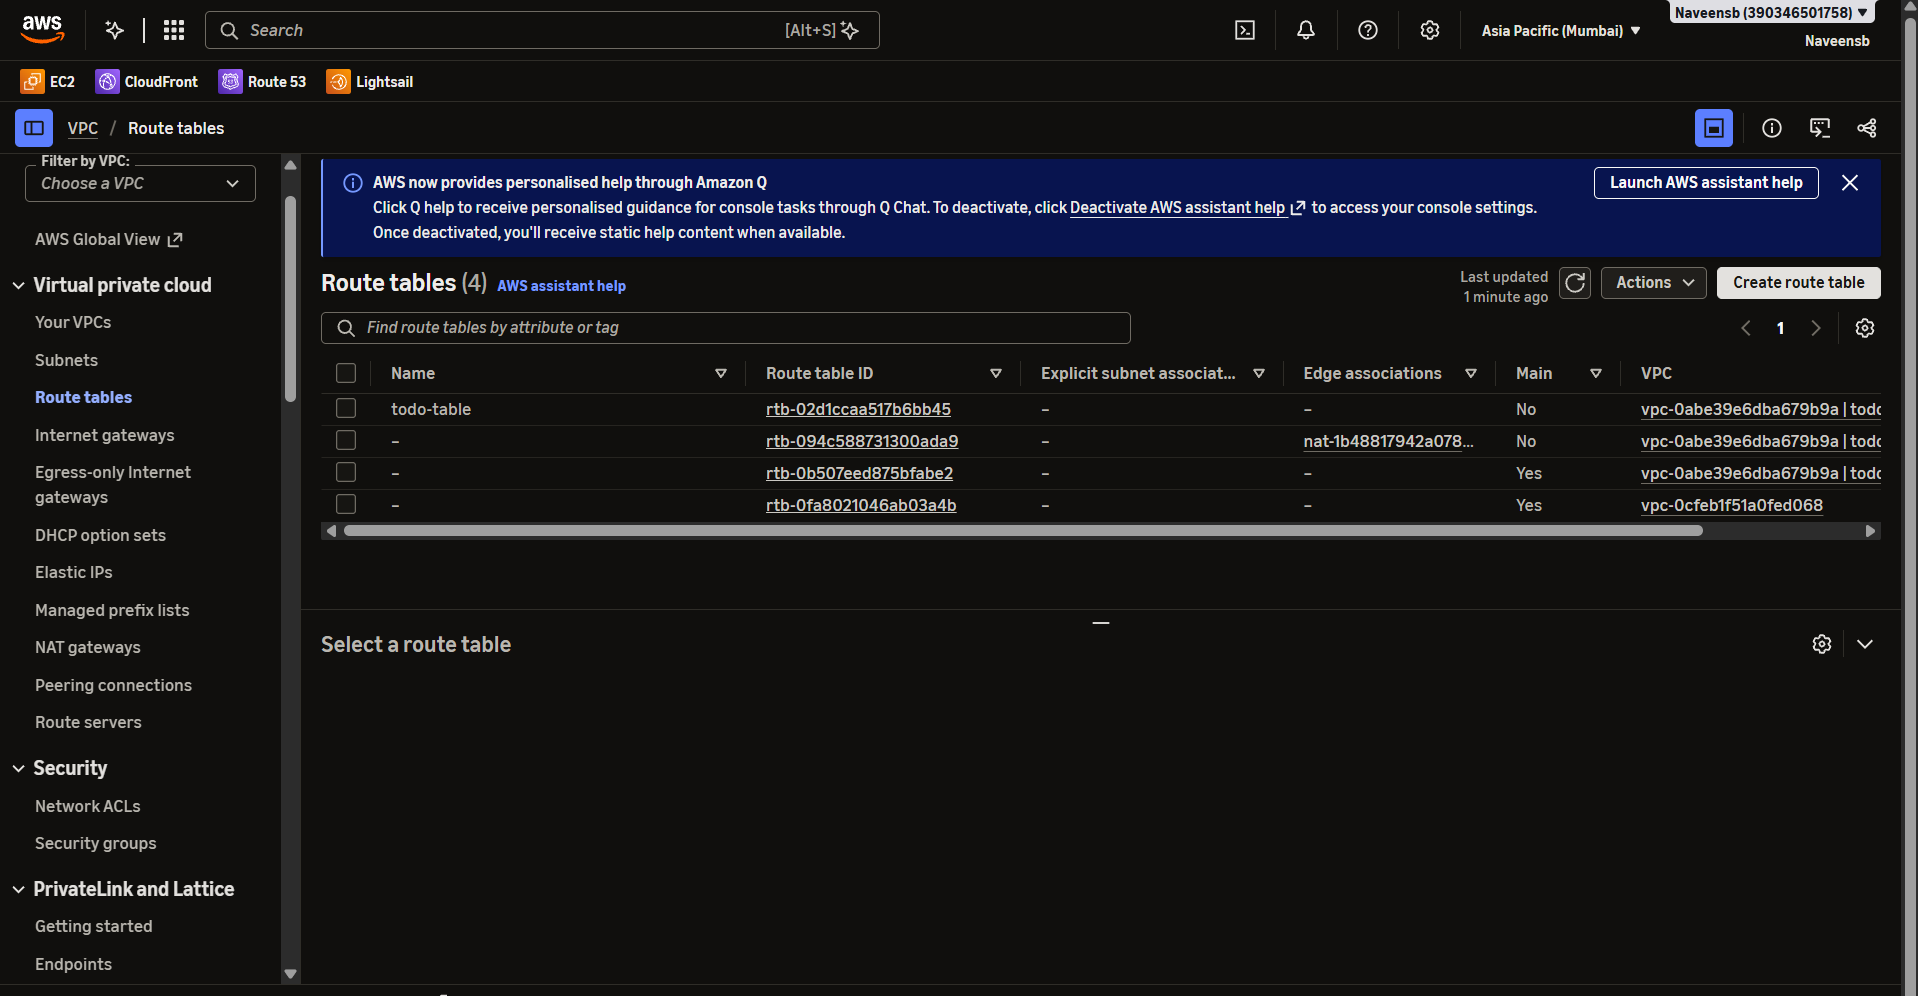 aws
Search
[Alt+S]
Asia Pacific (Mumbai)
Naveensb (390346501758)
Naveensb
EC2
CloudFront
Route 53
Lightsail
VPC / Route tables
Filter by VPC:
Choose a VPC
AWS Global View
Virtual private cloud
Your VPCs
Subnets
Route tables
Internet gateways
Egress-only Internet
gateways
DHCP option sets
Elastic IPs
Managed prefix lists
NAT gateways
Peering connections
Route servers
Security
Network ACLs
Security groups
PrivateLink and Lattice
Getting started
Endpoints
AWS now provides personalised help through Amazon Q
Click Q help to receive personalised guidance for console tasks through Q Chat. To deactivate, click Deactivate AWS assistant help to access your console settings.
Once deactivated, you'll receive static help content when available.
Launch AWS assistant help
Route tables (4) AWS assistant help
Last updated
1 minute ago
Actions
Create route table
Find route tables by attribute or tag
1
Name Route table ID Explicit subnet associat... Edge associations Main VPC
todo-table rtb-02d1ccaa517b6bb45 – – No vpc-0abe39e6dba679b9a | todo
– rtb-094c588731300ada9 – nat-1b48817942a078... No vpc-0abe39e6dba679b9a | todo
– rtb-0b507eed875bfabe2 – – Yes vpc-0abe39e6dba679b9a | todo
– rtb-0fa8021046ab03a4b – – Yes vpc-0cfeb1f51a0fed068
Select a route table